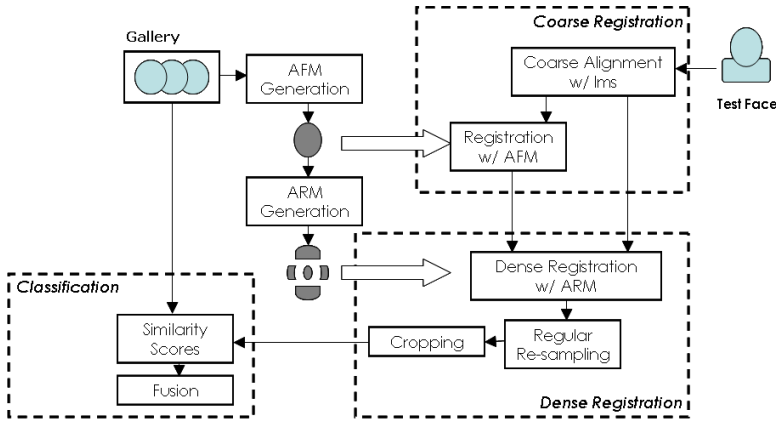 Coarse Registration
Gallery
AFM
Generation
Coarse Alignment
w/ lms
Test Face
Registration
w/ AFM
ARM
Generation
Classification
Dense Registration
w/ ARM
Similarity
Scores
Cropping
Regular
Re-sampling
Fusion
Dense Registration